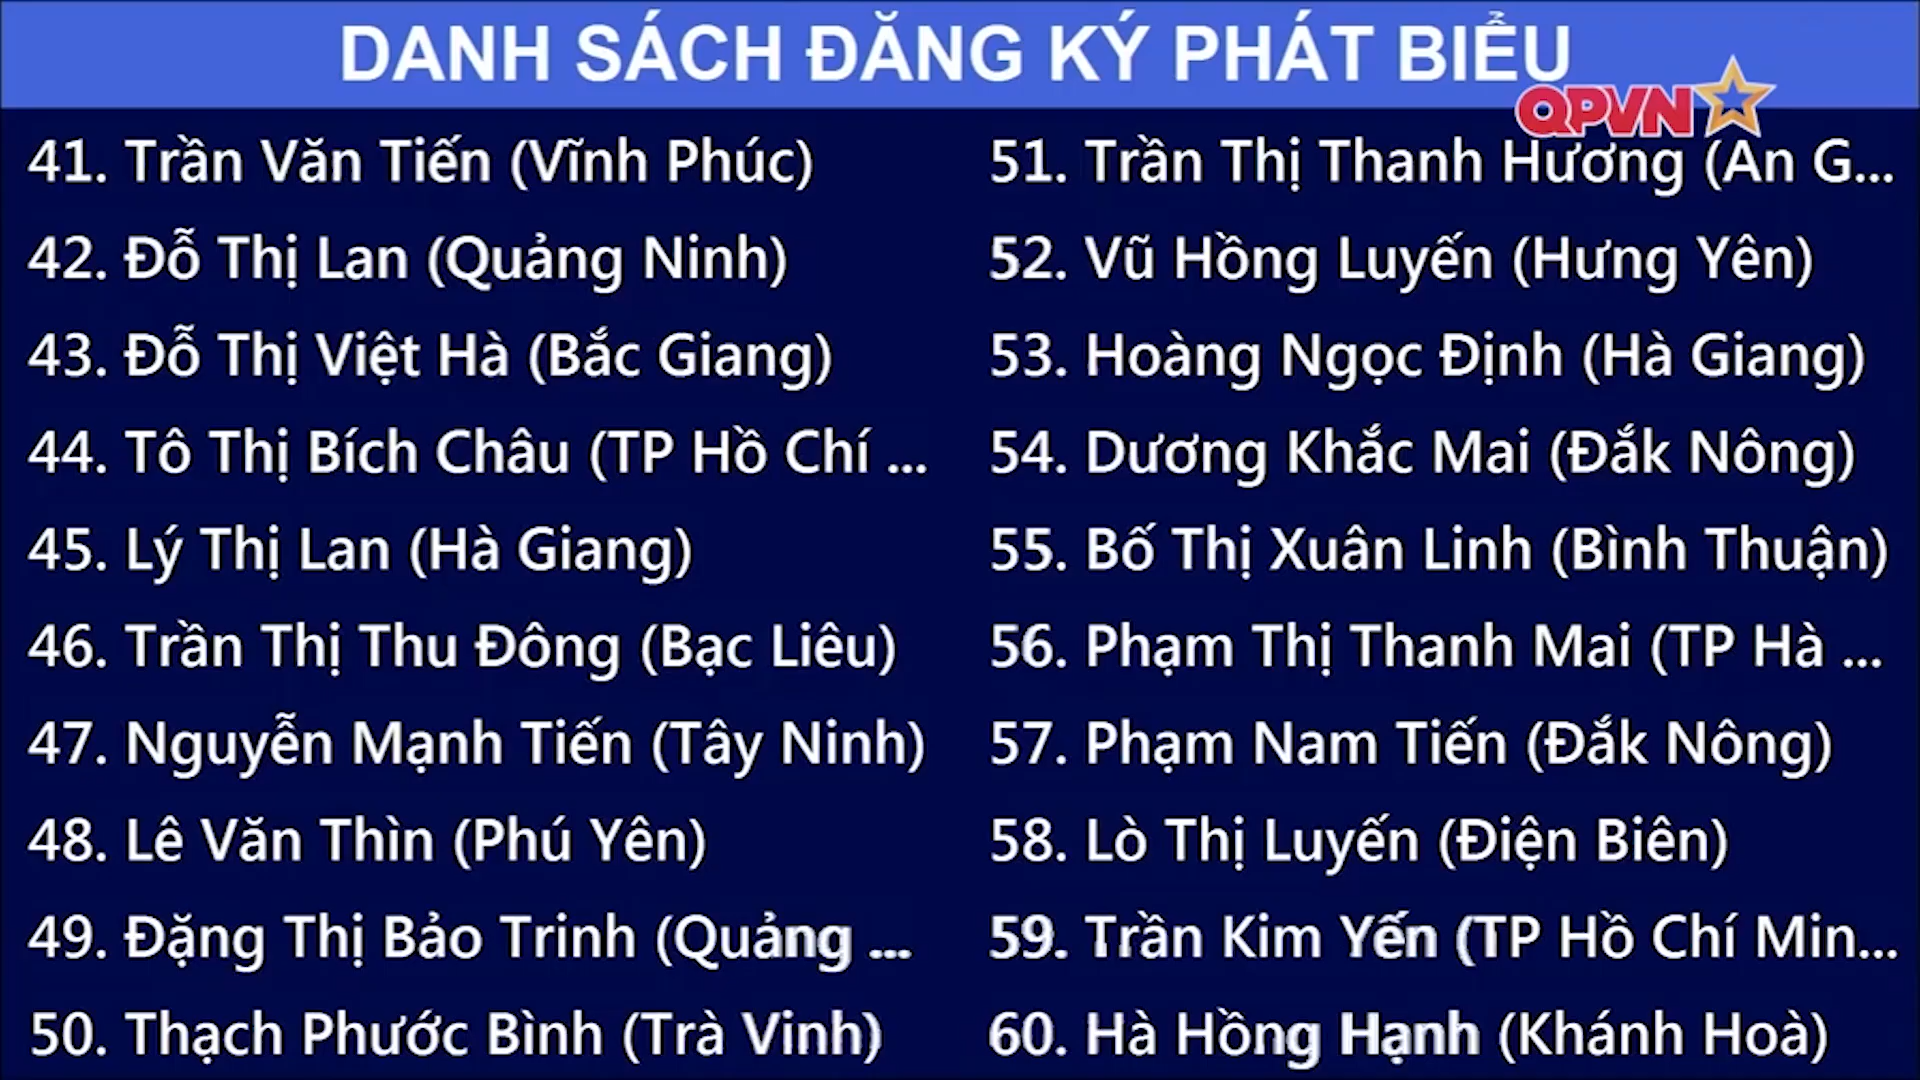 DANH SÁCH ĐĂNG KÝ PHÁT BIỂU
QPVN
41. Trần Văn Tiến (Vĩnh Phúc)
42. Đỗ Thị Lan (Quảng Ninh)
43. Đỗ Thị Việt Hà (Bắc Giang)
44. Tô Thị Bích Châu (TP Hồ Chí ...
45. Lý Thị Lan (Hà Giang)
46. Trần Thị Thu Đông (Bạc Liêu)
47. Nguyễn Mạnh Tiến (Tây Ninh)
48. Lê Văn Thìn (Phú Yên)
49. Đặng Thị Bảo Trinh (Quảng ...
50. Thạch Phước Bình (Trà Vinh)
51. Trần Thị Thanh Hương (An G...
52. Vũ Hồng Luyến (Hưng Yên)
53. Hoàng Ngọc Định (Hà Giang)
54. Dương Khắc Mai (Đắk Nông)
55. Bố Thị Xuân Linh (Bình Thuận)
56. Phạm Thị Thanh Mai (TP Hà ...
57. Phạm Nam Tiến (Đắk Nông)
58. Lò Thị Luyến (Điện Biên)
59. Trần Kim Yến (TP Hồ Chí Min...
60. Hà Hồng Hạnh (Khánh Hoà)